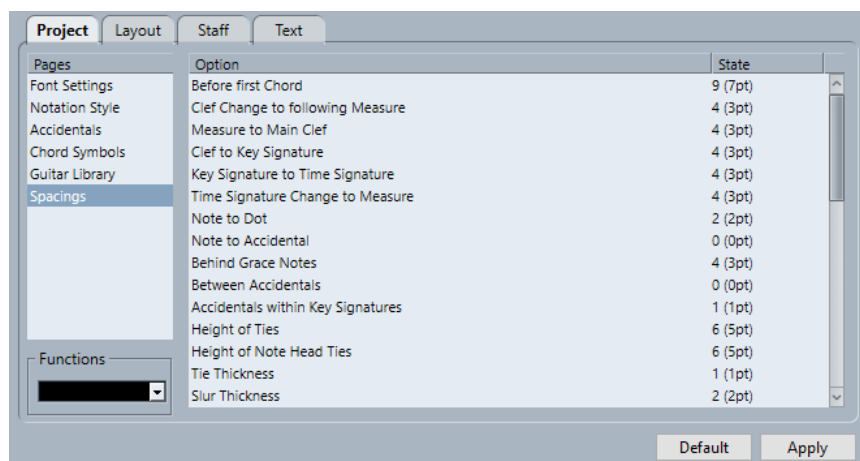 Project Layout Staff Text
Pages Option State
Font Settings Before first Chord 9 (7pt)
Notation Style Clef Change to following Measure 4 (3pt)
Accidentals Measure to Main Clef 4 (3pt)
Chord Symbols Clef to Key Signature 4 (3pt)
Guitar Library Key Signature to Time Signature 4 (3pt)
Spacings Time Signature Change to Measure 4 (3pt)
Note to Dot 2 (2pt)
Note to Accidental 0 (0pt)
Behind Grace Notes 4 (3pt)
Between Accidentals 0 (0pt)
Accidentals within Key Signatures 1 (1pt)
Height of Ties 6 (5pt)
Functions Height of Note Head Ties 6 (5pt)
Tie Thickness 1 (1pt)
Slur Thickness 2 (2pt)
Default Apply